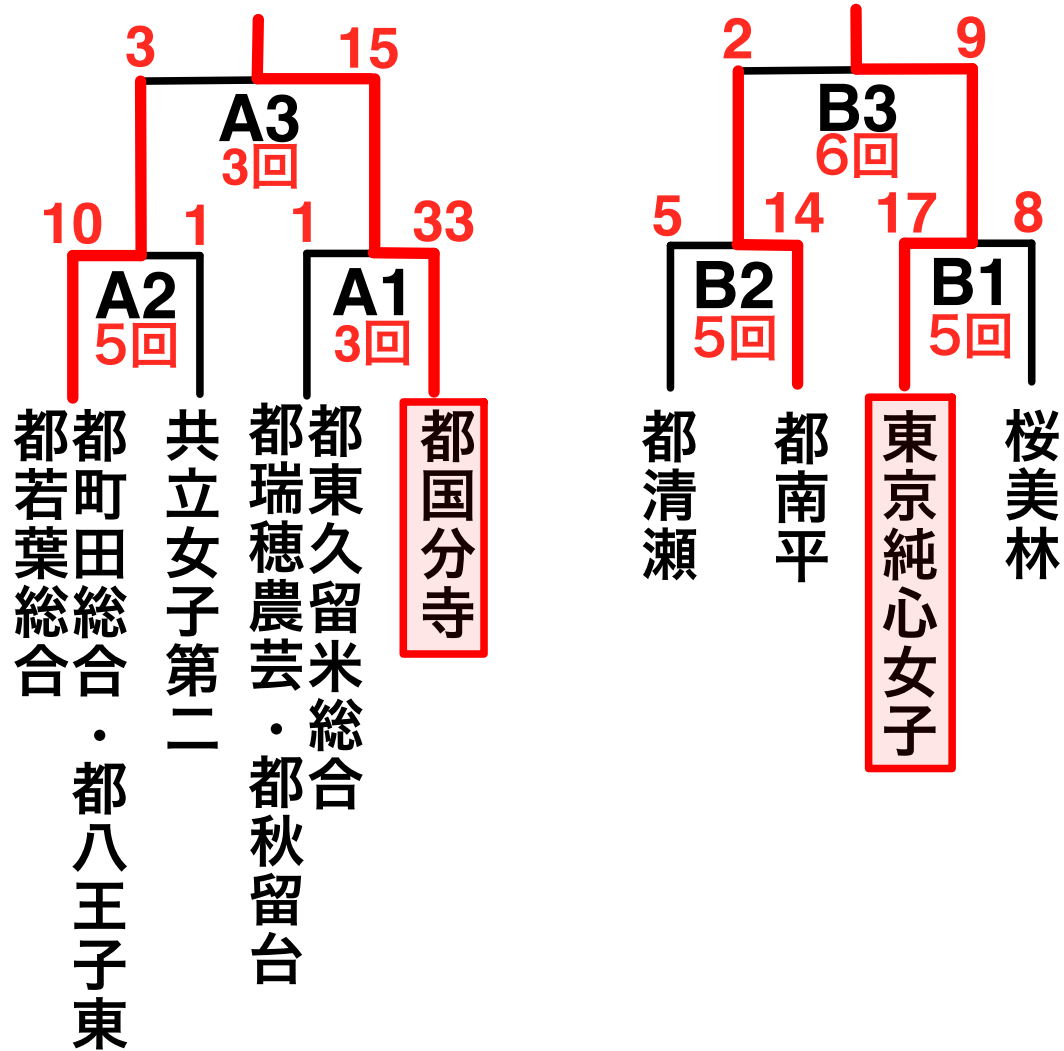 3
15
A3
3回
10
1
A2
5回
1
33
A1
3回
都町田総合・都八王子東
都若葉総合
共立女子第二
都東久留米総合
都瑞穂農芸・都秋留台
都国分寺
2
9
B3
6回
5
14
B2
5回
17
8
B1
5回
都清瀬
都南平
東京純心女子
桜美林